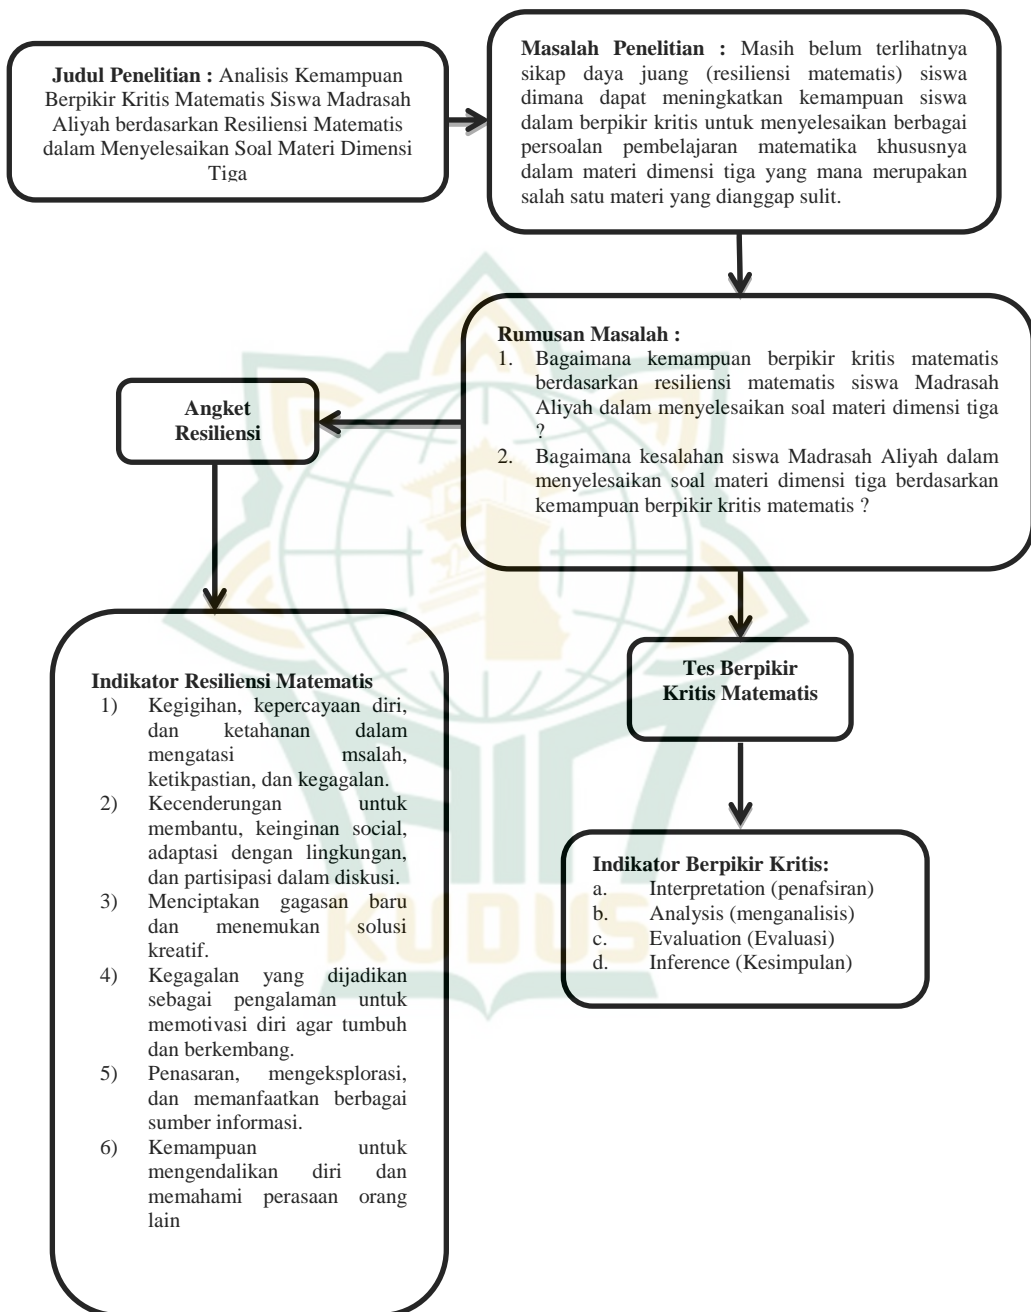 Judul Penelitian : Analisis Kemampuan
Berpikir Kritis Matematis Siswa Madrasah
Aliyah berdasarkan Resiliensi Matematis
dalam Menyelesaikan Soal Materi Dimensi
Tiga
Masalah Penelitian : Masih belum terlihatnya
sikap daya juang (resiliensi matematis) siswa
dimana dapat meningkatkan kemampuan siswa
dalam berpikir kritis untuk menyelesaikan berbagai
persoalan pembelajaran matematika khususnya
dalam materi dimensi tiga yang mana merupakan
salah satu materi yang dianggap sulit.
Rumusan Masalah :
1. Bagaimana kemampuan berpikir kritis matematis
berdasarkan resiliensi matematis siswa Madrasah
Aliyah dalam menyelesaikan soal materi dimensi tiga
?
2. Bagaimana kesalahan siswa Madrasah Aliyah dalam
menyelesaikan soal materi dimensi tiga berdasarkan
kemampuan berpikir kritis matematis ?
Angket
Resiliensi
Indikator Resiliensi Matematis
1) Kegigihan, kepercayaan diri,
dan ketahanan dalam
mengatasi msalah,
ketikpastian, dan kegagalan.
2) Kecenderungan untuk
membantu, keinginan social,
adaptasi dengan lingkungan,
dan partisipasi dalam diskusi.
3) Menciptakan gagasan baru
dan menemukan solusi
kreatif.
4) Kegagalan yang dijadikan
sebagai pengalaman untuk
memotivasi diri agar tumbuh
dan berkembang.
5) Penasaran, mengeksplorasi,
dan memanfaatkan berbagai
sumber informasi.
6) Kemampuan untuk
mengendalikan diri dan
memahami perasaan orang
lain
Tes Berpikir
Kritis Matematis
Indikator Berpikir Kritis:
a. Interpretation (penafsiran)
b. Analysis (menganalisis)
c. Evaluation (Evaluasi)
d. Inference (Kesimpulan)
KUDUS